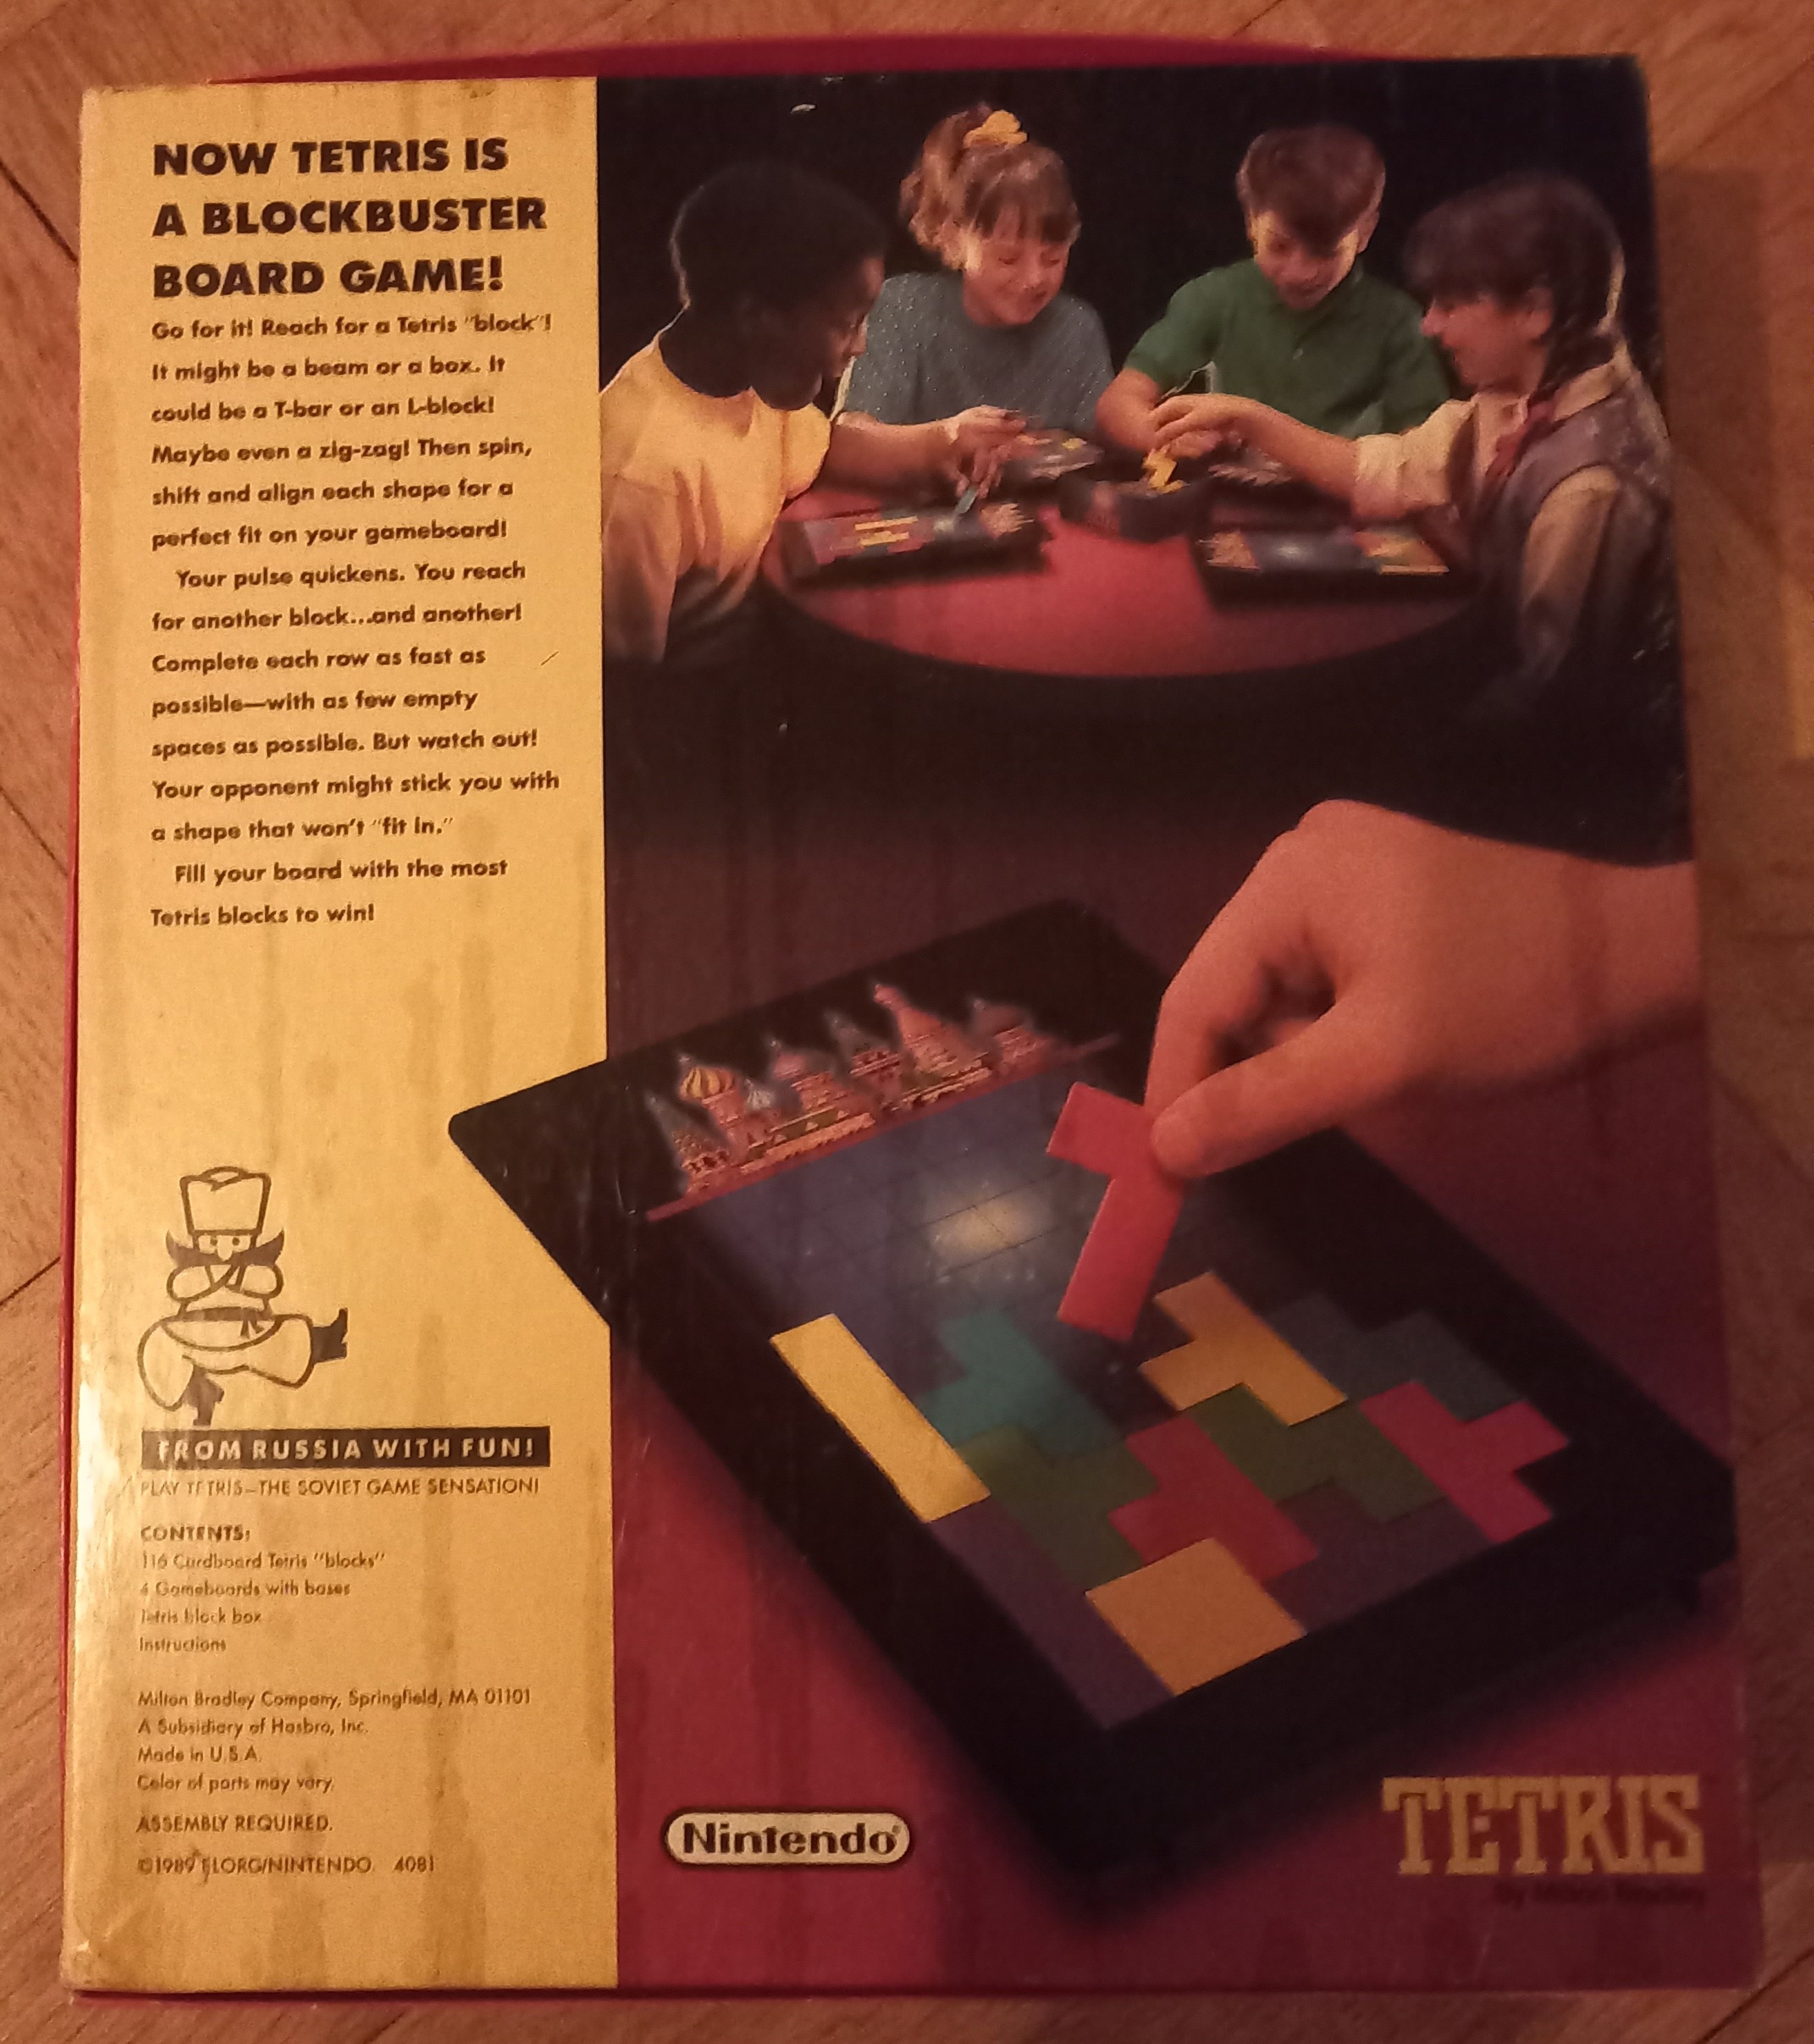 NOW TETRIS IS
A BLOCKBUSTER
BOARD GAME!
Go for it! Reach for a Tetris "block"!
It might be a beam or a box. It
could be a T-bar or an L-block!
Maybe even a zig-zag! Then spin,
shift and align each shape for a
perfect fit on your gameboard!
Your pulse quickens. You reach
for another block...and another!
Complete each row as fast as
possible—with as few empty
spaces as possible. But watch out!
Your opponent might stick you with
a shape that won't "fit in."
Fill your board with the most
Tetris blocks to win!
FROM RUSSIA WITH FUN!
PLAY TETRIS—THE SOVIET GAME SENSATION!
CONTENTS:
116 Cardboard Tetris "blocks"
4 Gameboards with bases
Tetris block box
Instructions
Milton Bradley Company, Springfield, MA 01101
A Subsidiary of Hasbro, Inc.
Made in U.S.A.
Color of parts may vary.
ASSEMBLY REQUIRED.
©1989 ELORG/NINTENDO. 4081
Nintendo®
TETRIS
By Milton Bradley